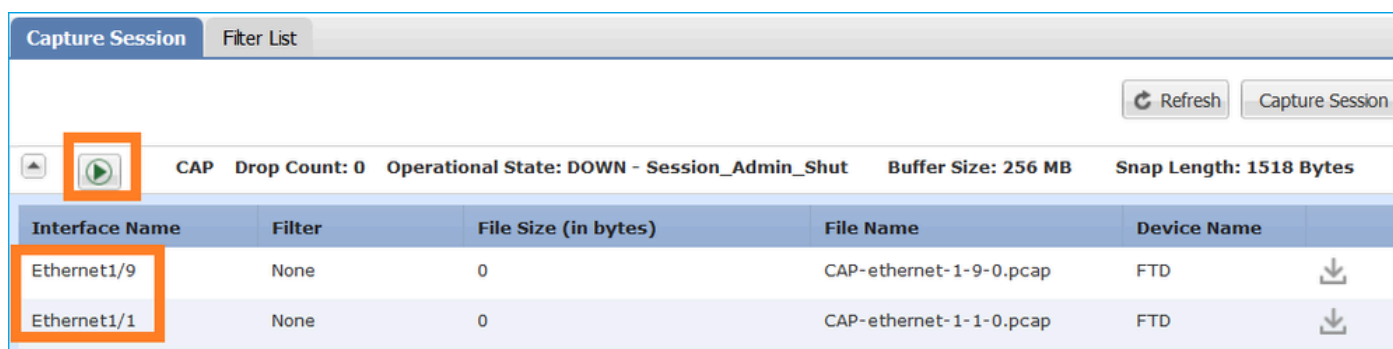 Capture Session Filter List
Refresh Capture Session
CAP Drop Count: 0 Operational State: DOWN - Session_Admin_Shut Buffer Size: 256 MB Snap Length: 1518 Bytes
Interface Name Filter File Size (in bytes) File Name Device Name
Ethernet1/9 None 0 CAP-ethernet-1-9-0.pcap FTD
Ethernet1/1 None 0 CAP-ethernet-1-1-0.pcap FTD